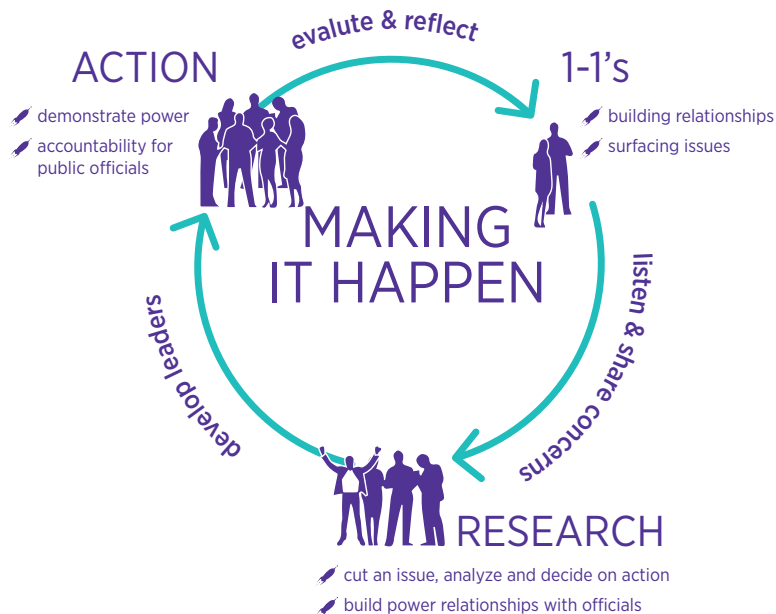 evalute & reflect
ACTION
demonstrate power
accountability for
public officials
1-1's
building relationships
surfacing issues
MAKING
IT HAPPEN
listen & share concerns
develop leaders
RESEARCH
cut an issue, analyze and decide on action
build power relationships with officials